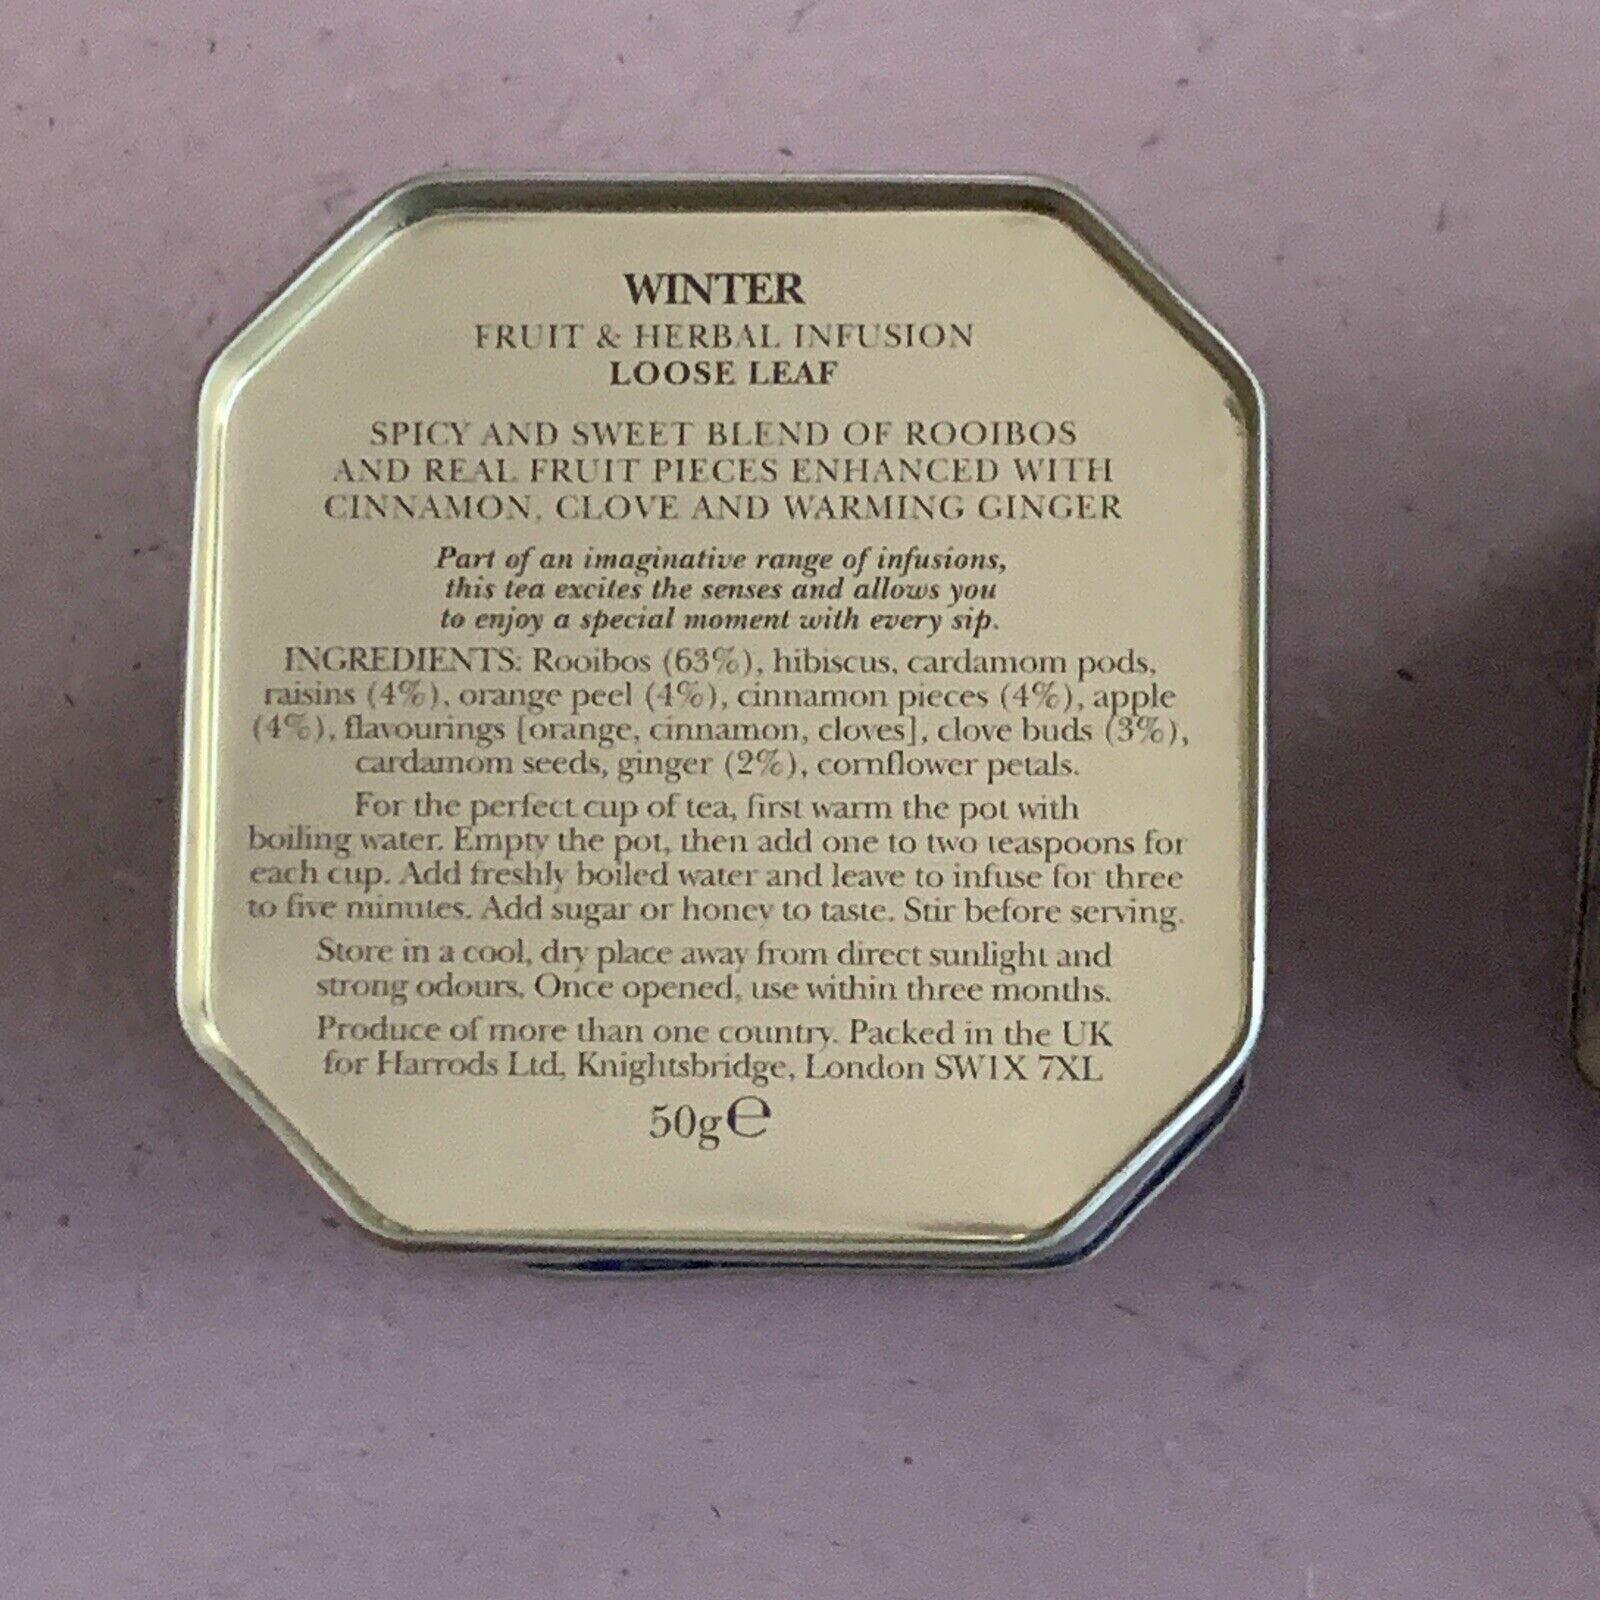 WINTER
FRUIT & HERBAL INFUSION
LOOSE LEAF
SPICY AND SWEET BLEND OF ROOIBOS
AND REAL FRUIT PIECES ENHANCED WITH
CINNAMON, CLOVE AND WARMING GINGER
Part of an imaginative range of infusions,
this tea excites the senses and allows you
to enjoy a special moment with every sip.
INGREDIENTS: Rooibos (63%), hibiscus, cardamom pods,
raisins (4%), orange peel (4%), cinnamon pieces (4%), apple
(4%), flavourings [orange, cinnamon, cloves], clove buds (3%),
cardamom seeds, ginger (2%), cornflower petals.
For the perfect cup of tea, first warm the pot with
boiling water. Empty the pot, then add one to two teaspoons for
each cup. Add freshly boiled water and leave to infuse for three
to five minutes. Add sugar or honey to taste. Stir before serving.
Store in a cool, dry place away from direct sunlight and
strong odours. Once opened, use within three months.
Produce of more than one country. Packed in the UK
for Harrods Ltd, Knightsbridge, London SW1X 7XL
50g℮